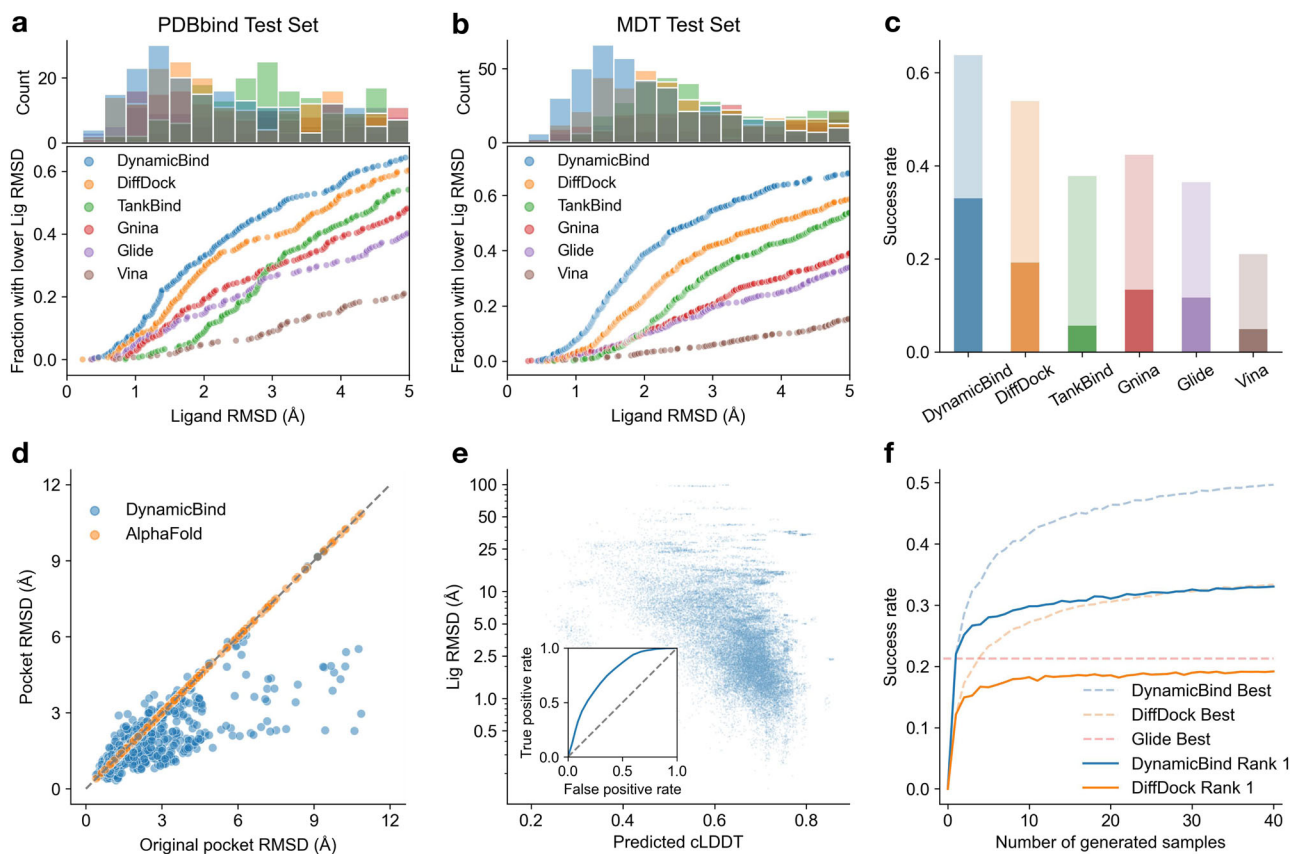 a
PDBbind Test Set
20
0
Count
DynamicBind
DiffDock
TankBind
Gnina
Glide
Vina
0.6
0.4
0.2
0.0
Fraction with lower Lig RMSD
0 1 2 3 4 5
Ligand RMSD (Å)
b
MDT Test Set
50
0
Count
DynamicBind
DiffDock
TankBind
Gnina
Glide
Vina
0.6
0.4
0.2
0.0
Fraction with lower Lig RMSD
0 1 2 3 4 5
Ligand RMSD (Å)
c
0.6
0.4
0.2
0.0
Success rate
DynamicBind
DiffDock
TankBind
Gnina
Glide
Vina
d
12
9
6
3
0
Pocket RMSD (Å)
DynamicBind
AlphaFold
0 3 6 9 12
Original pocket RMSD (Å)
e
100
50
25
10
5.0
2.5
1.0
0.5
Lig RMSD (Å)
1.0
0.5
0.0
True positive rate
0.0 0.5 1.0
False positive rate
0.2 0.4 0.6 0.8
Predicted cLDDT
f
0.5
0.4
0.3
0.2
0.1
0.0
Success rate
DynamicBind Best
DiffDock Best
Glide Best
DynamicBind Rank 1
DiffDock Rank 1
0 10 20 30 40
Number of generated samples